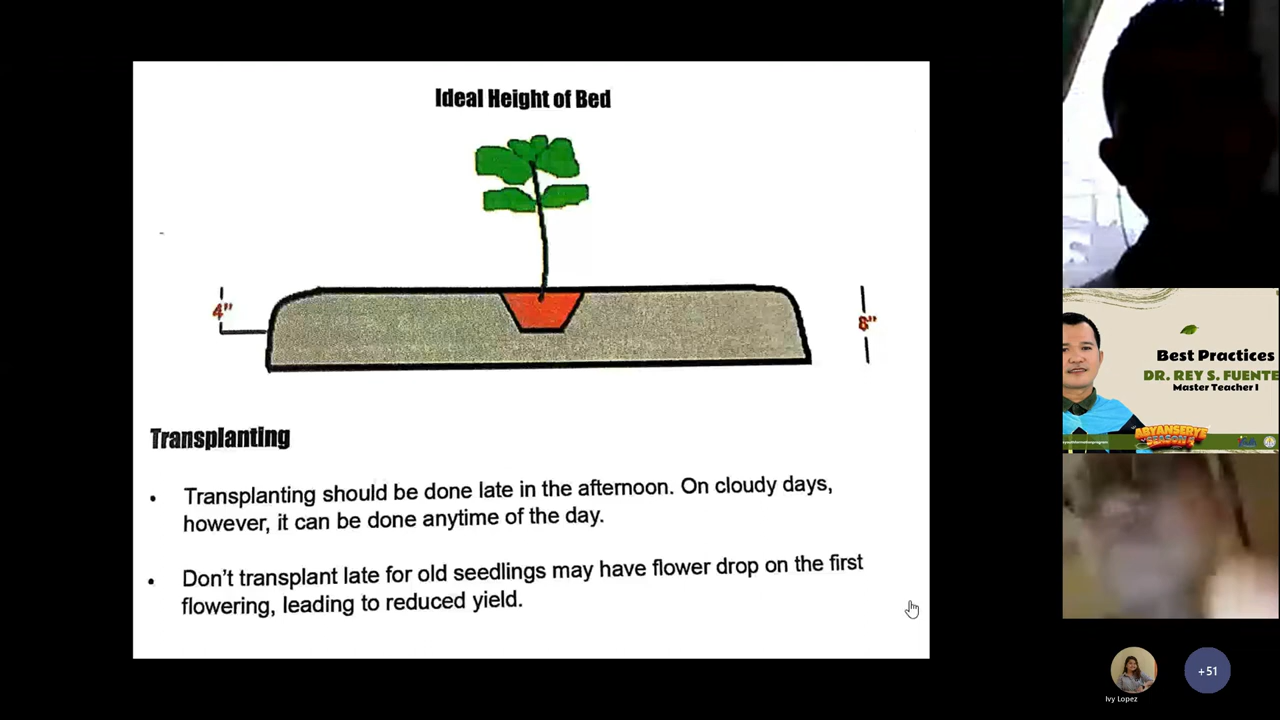 Ideal Height of Bed
4"
8"
Transplanting
• Transplanting should be done late in the afternoon. On cloudy days,
however, it can be done anytime of the day.
• Don't transplant late for old seedlings may have flower drop on the first
flowering, leading to reduced yield.
Best Practices
DR. REY S. FUENTE
Master Teacher I
ABYANSERYE
SEASON
Ivy Lopez
+51